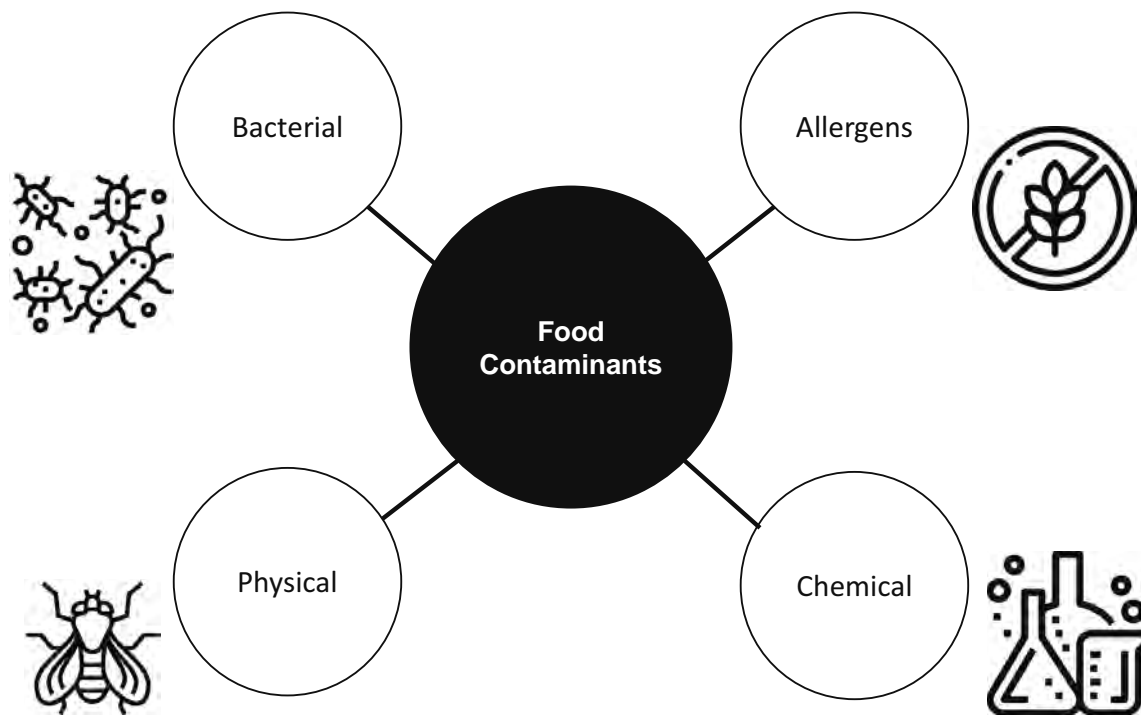 Bacterial
Allergens
Food
Contaminants
Physical
Chemical